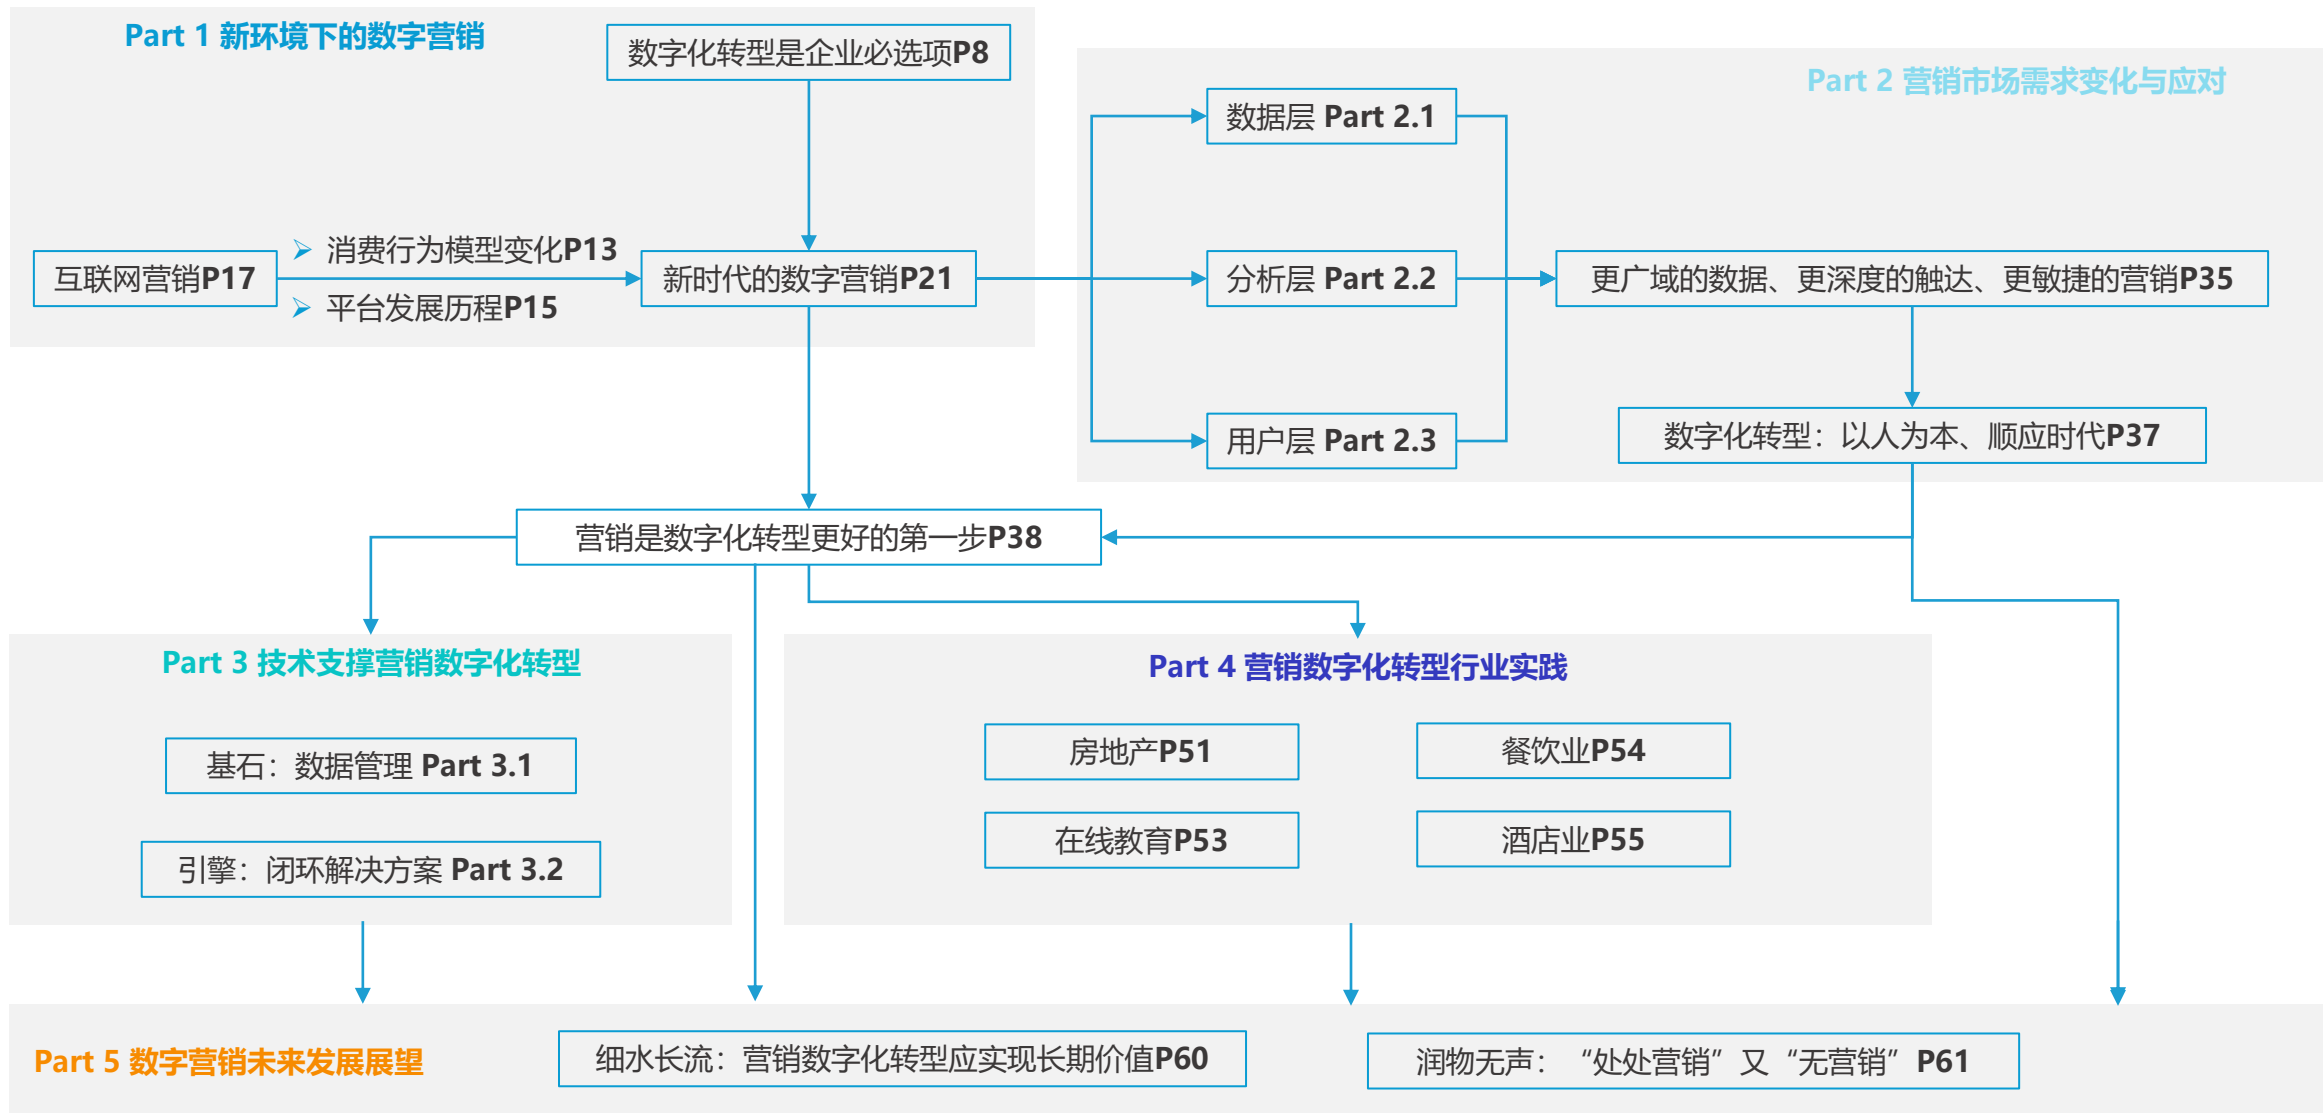 Part 1 新环境下的数字营销
数字化转型是企业必选项P8
互联网营销P17
消费行为模型变化P13
平台发展历程P15
新时代的数字营销P21
Part 2 营销市场需求变化与应对
数据层 Part 2.1
分析层 Part 2.2
用户层 Part 2.3
更广域的数据、更深度的触达、更敏捷的营销P35
数字化转型：以人为本、顺应时代P37
营销是数字化转型更好的第一步P38
Part 3 技术支撑营销数字化转型
基石：数据管理 Part 3.1
引擎：闭环解决方案 Part 3.2
Part 4 营销数字化转型行业实践
房地产P51
餐饮业P54
在线教育P53
酒店业P55
Part 5 数字营销未来发展展望
细水长流：营销数字化转型应实现长期价值P60
润物无声：“处处营销”又“无营销”P61